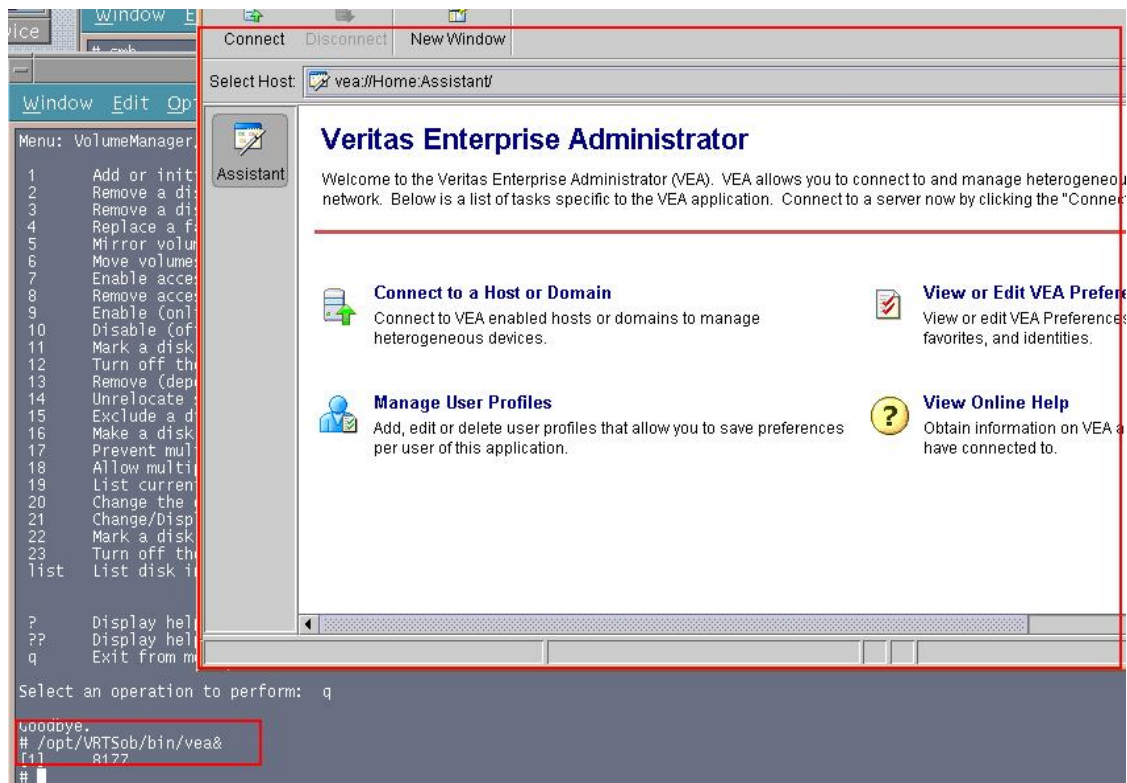 Window E
vice
# smh
Window Edit Op
Menu: VolumeManager
1 Add or init
2 Remove a di
3 Remove a di
4 Replace a f
5 Mirror volu
6 Move volume
7 Enable acce
8 Remove acce
9 Enable (onl
10 Disable (of
11 Mark a disk
12 Turn off th
13 Remove (dep
14 Unrelocate
15 Exclude a d
16 Make a disk
17 Prevent mul
18 Allow multi
19 List curren
20 Change the
21 Change/Disp
22 Mark a disk
23 Turn off th
list List disk i
? Display hel
?? Display hel
q Exit from m
Select an operation to perform: q
Goodbye.
# /opt/VRTSob/bin/vea&
[1] 8177
#
Connect Disconnect New Window
Select Host: vea://Home:Assistant/
Assistant
Veritas Enterprise Administrator
Welcome to the Veritas Enterprise Administrator (VEA). VEA allows you to connect to and manage heterogeneou
network. Below is a list of tasks specific to the VEA application. Connect to a server now by clicking the "Connec
Connect to a Host or Domain
Connect to VEA enabled hosts or domains to manage
heterogeneous devices.
View or Edit VEA Prefere
View or edit VEA Preferences
favorites, and identities.
Manage User Profiles
Add, edit or delete user profiles that allow you to save preferences
per user of this application.
View Online Help
Obtain information on VEA a
have connected to.